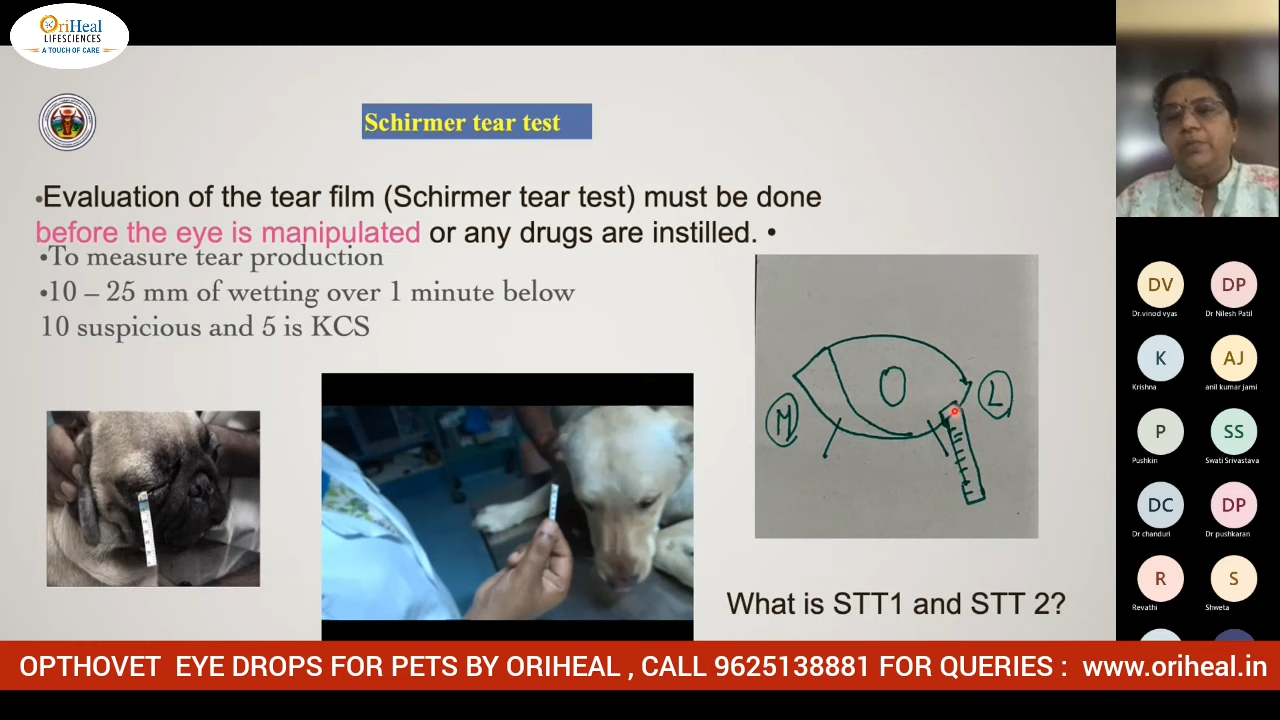 OriHeal
LIFESCIENCES
A TOUCH OF CARE
Schirmer tear test
•Evaluation of the tear film (Schirmer tear test) must be done
before the eye is manipulated or any drugs are instilled. •
•To measure tear production
•10 – 25 mm of wetting over 1 minute below
10 suspicious and 5 is KCS
M
L
What is STT1 and STT 2?
DV
DP
Dr.vinod vyas
Dr Nilesh Patil
K
AJ
Krishna
anil kumar jami
P
SS
Pushkin
Swati Srivastava
DC
DP
Dr chanduri
Dr pushkaran
R
S
Revathi
Shweta
OPTHOVET EYE DROPS FOR PETS BY ORIHEAL , CALL 9625138881 FOR QUERIES : www.oriheal.in